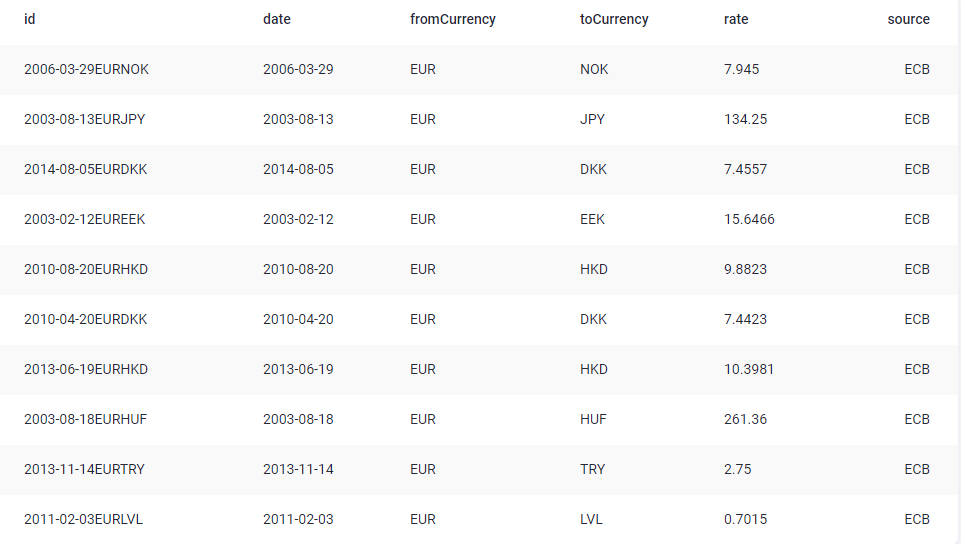 id date fromCurrency toCurrency rate source
2006-03-29EURNOK 2006-03-29 EUR NOK 7.945 ECB
2003-08-13EURJPY 2003-08-13 EUR JPY 134.25 ECB
2014-08-05EURDKK 2014-08-05 EUR DKK 7.4557 ECB
2003-02-12EUREEK 2003-02-12 EUR EEK 15.6466 ECB
2010-08-20EURHKD 2010-08-20 EUR HKD 9.8823 ECB
2010-04-20EURDKK 2010-04-20 EUR DKK 7.4423 ECB
2013-06-19EURHKD 2013-06-19 EUR HKD 10.3981 ECB
2003-08-18EURHUF 2003-08-18 EUR HUF 261.36 ECB
2013-11-14EURTRY 2013-11-14 EUR TRY 2.75 ECB
2011-02-03EURLVL 2011-02-03 EUR LVL 0.7015 ECB